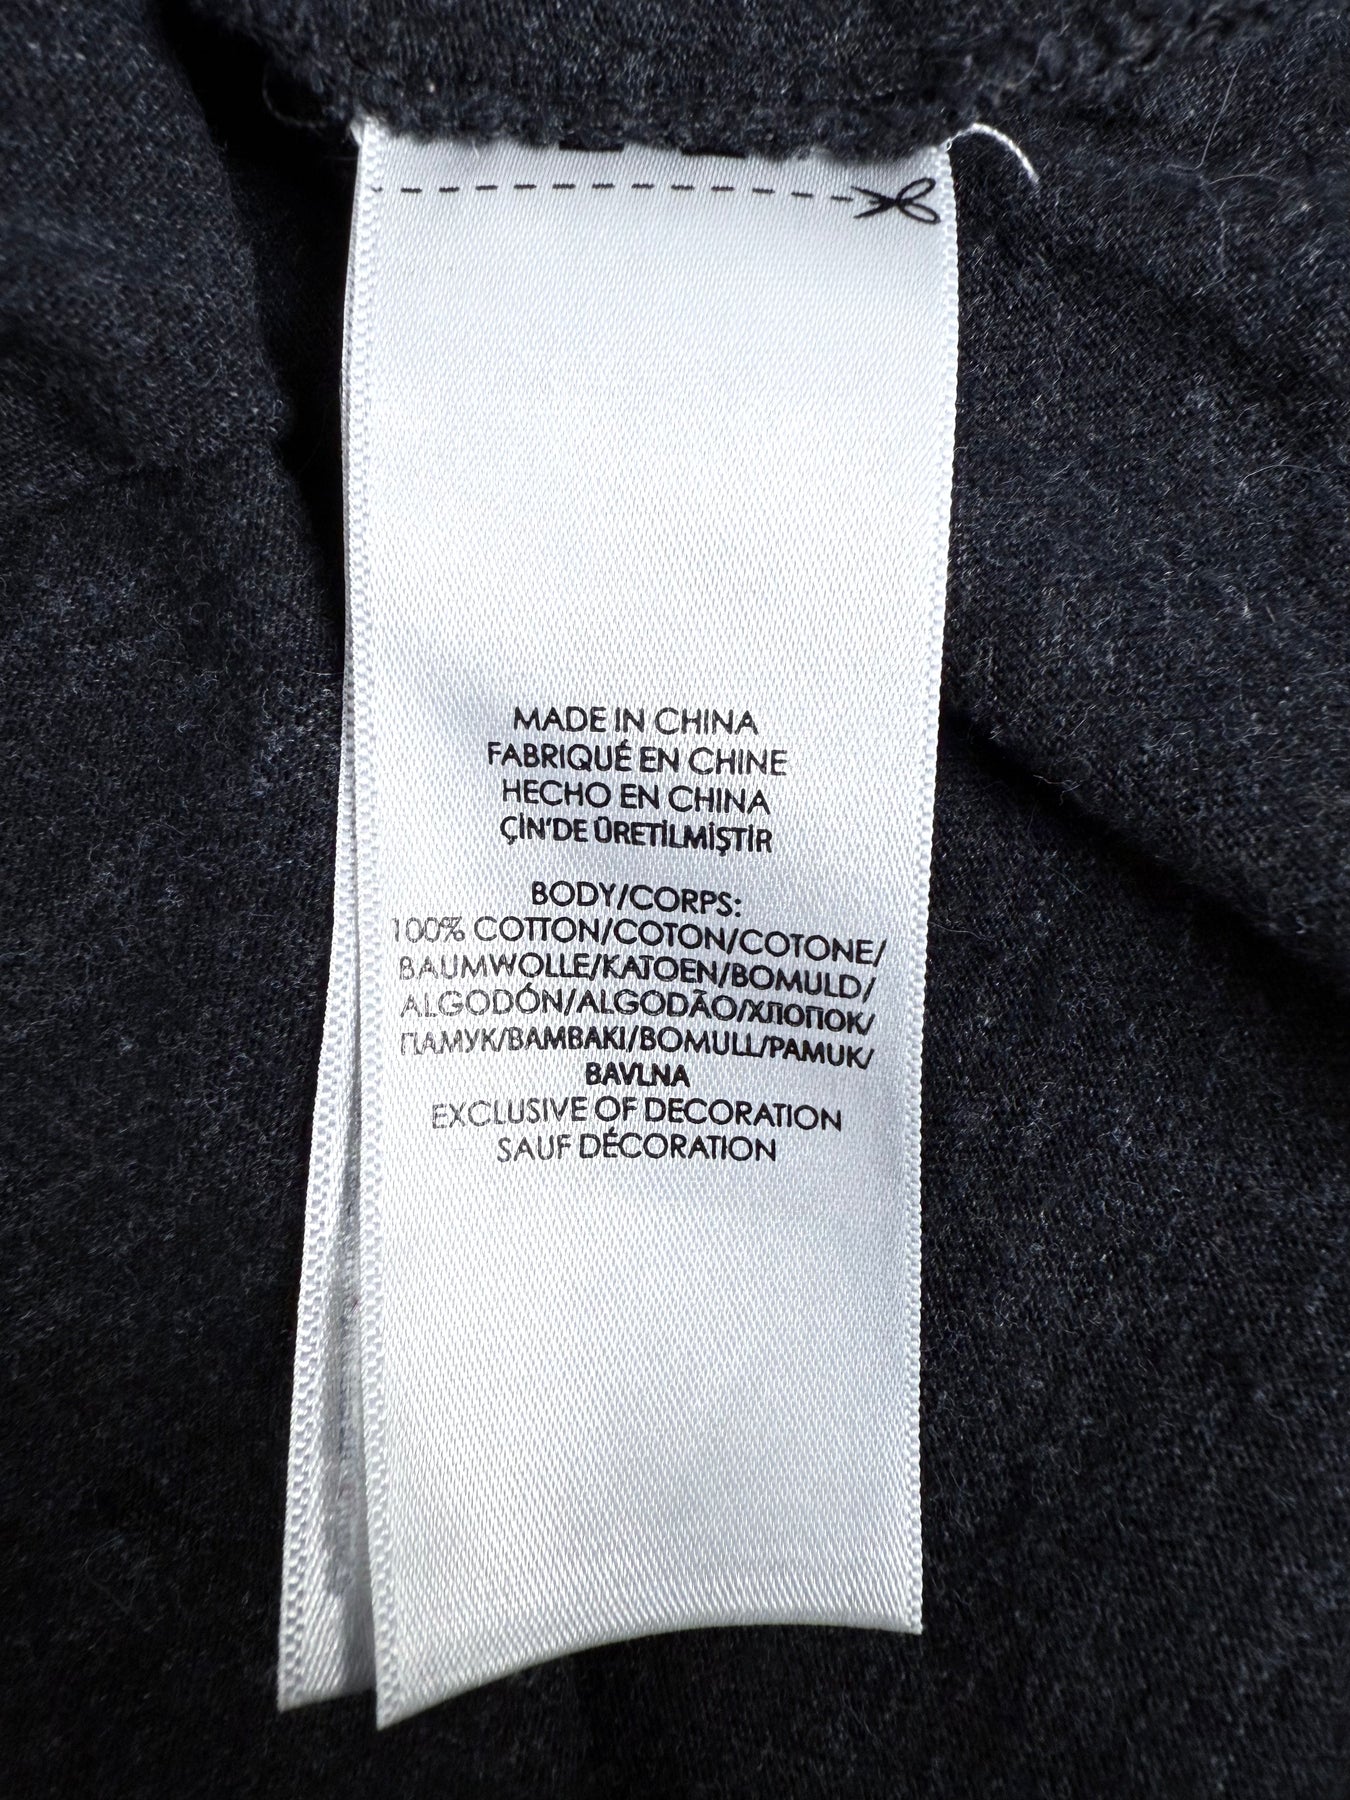 MADE IN CHINA
FABRIQUÉ EN CHINE
HECHO EN CHINA
ÇİN'DE ÜRETİLMİŞTİR
BODY/CORPS:
100% COTTON/COTON/COTONE/
BAUMWOLLE/KATOEN/BOMULD/
ALGODÓN/ALGODÃO/ХЛОПОК/
ПАМУК/BAMBAKI/BOMULL/PAMUK/
BAVLNA
EXCLUSIVE OF DECORATION
SAUF DÉCORATION